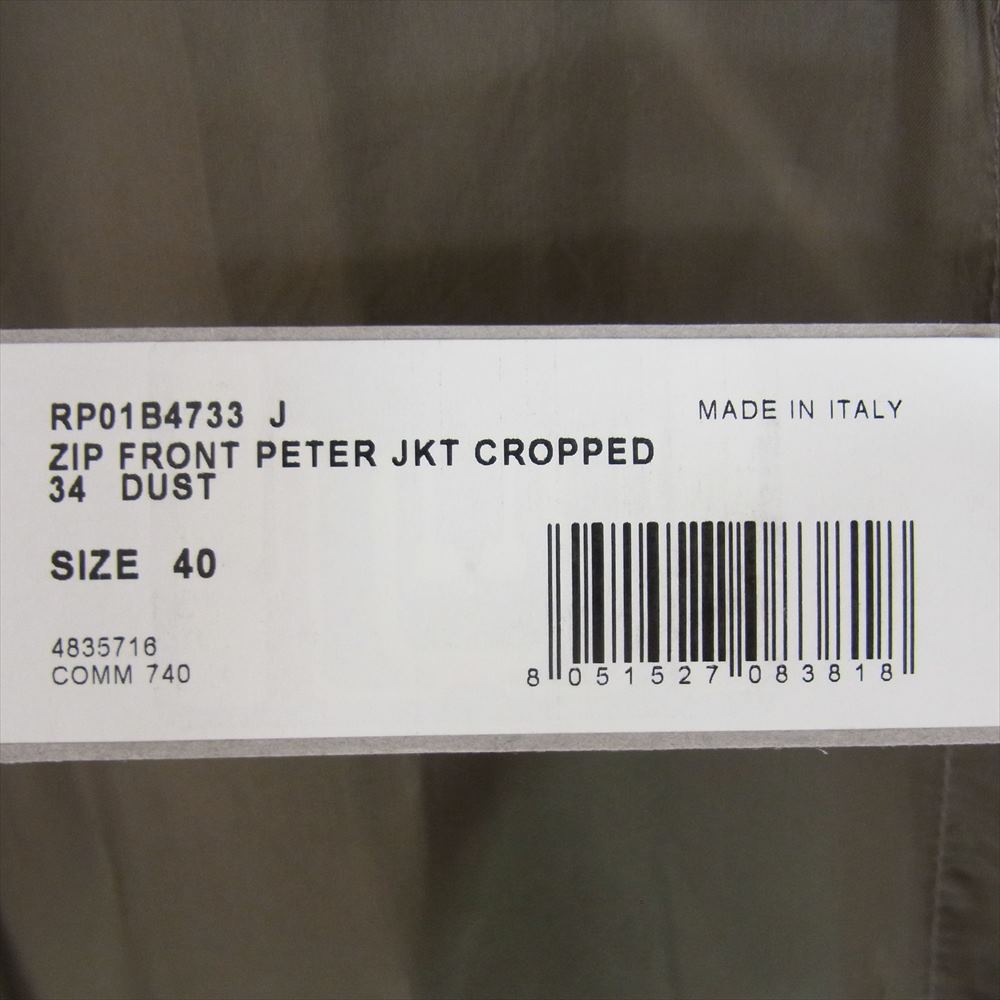 RP01B4733 J
MADE IN ITALY
ZIP FRONT PETER JKT CROPPED
34 DUST
SIZE 40
4835716
COMM 740
8 051527 083818